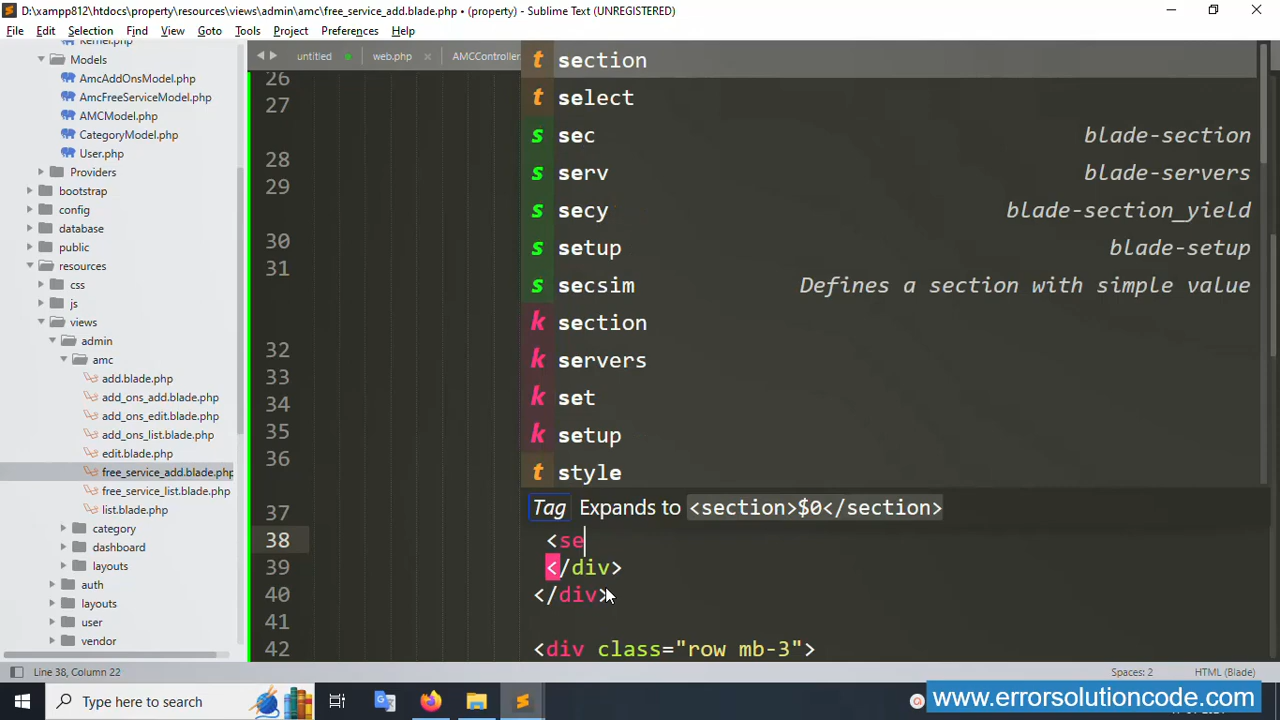 D:\xampp812\htdocs\property\resources\views\admin\amc\free_service_add.blade.php • (property) - Sublime Text (UNREGISTERED)
File Edit Selection Find View Goto Tools Project Preferences Help
Kernel.php
Models
AmcAddOnsModel.php
AmcFreeServiceModel.php
AMCModel.php
CategoryModel.php
User.php
Providers
bootstrap
config
database
public
resources
css
js
views
admin
amc
add.blade.php
add_ons_add.blade.php
add_ons_edit.blade.php
add_ons_list.blade.php
edit.blade.php
free_service_add.blade.php
free_service_list.blade.php
list.blade.php
category
dashboard
layouts
auth
layouts
user
vendor
untitled web.php AMCController
26
27
28
29
30
31
32
33
34
35
36
37
38 <se
39 </div>
40 </div>
41
42 <div class="row mb-3">
t section
t select
s sec blade-section
s serv blade-servers
s secy blade-section_yield
s setup blade-setup
s secsim Defines a section with simple value
k section
k servers
k set
k setup
t style
Tag Expands to <section>$0</section>
Line 38, Column 22 Spaces: 2 HTML (Blade)
Type here to search
www.errorsolutioncode.com